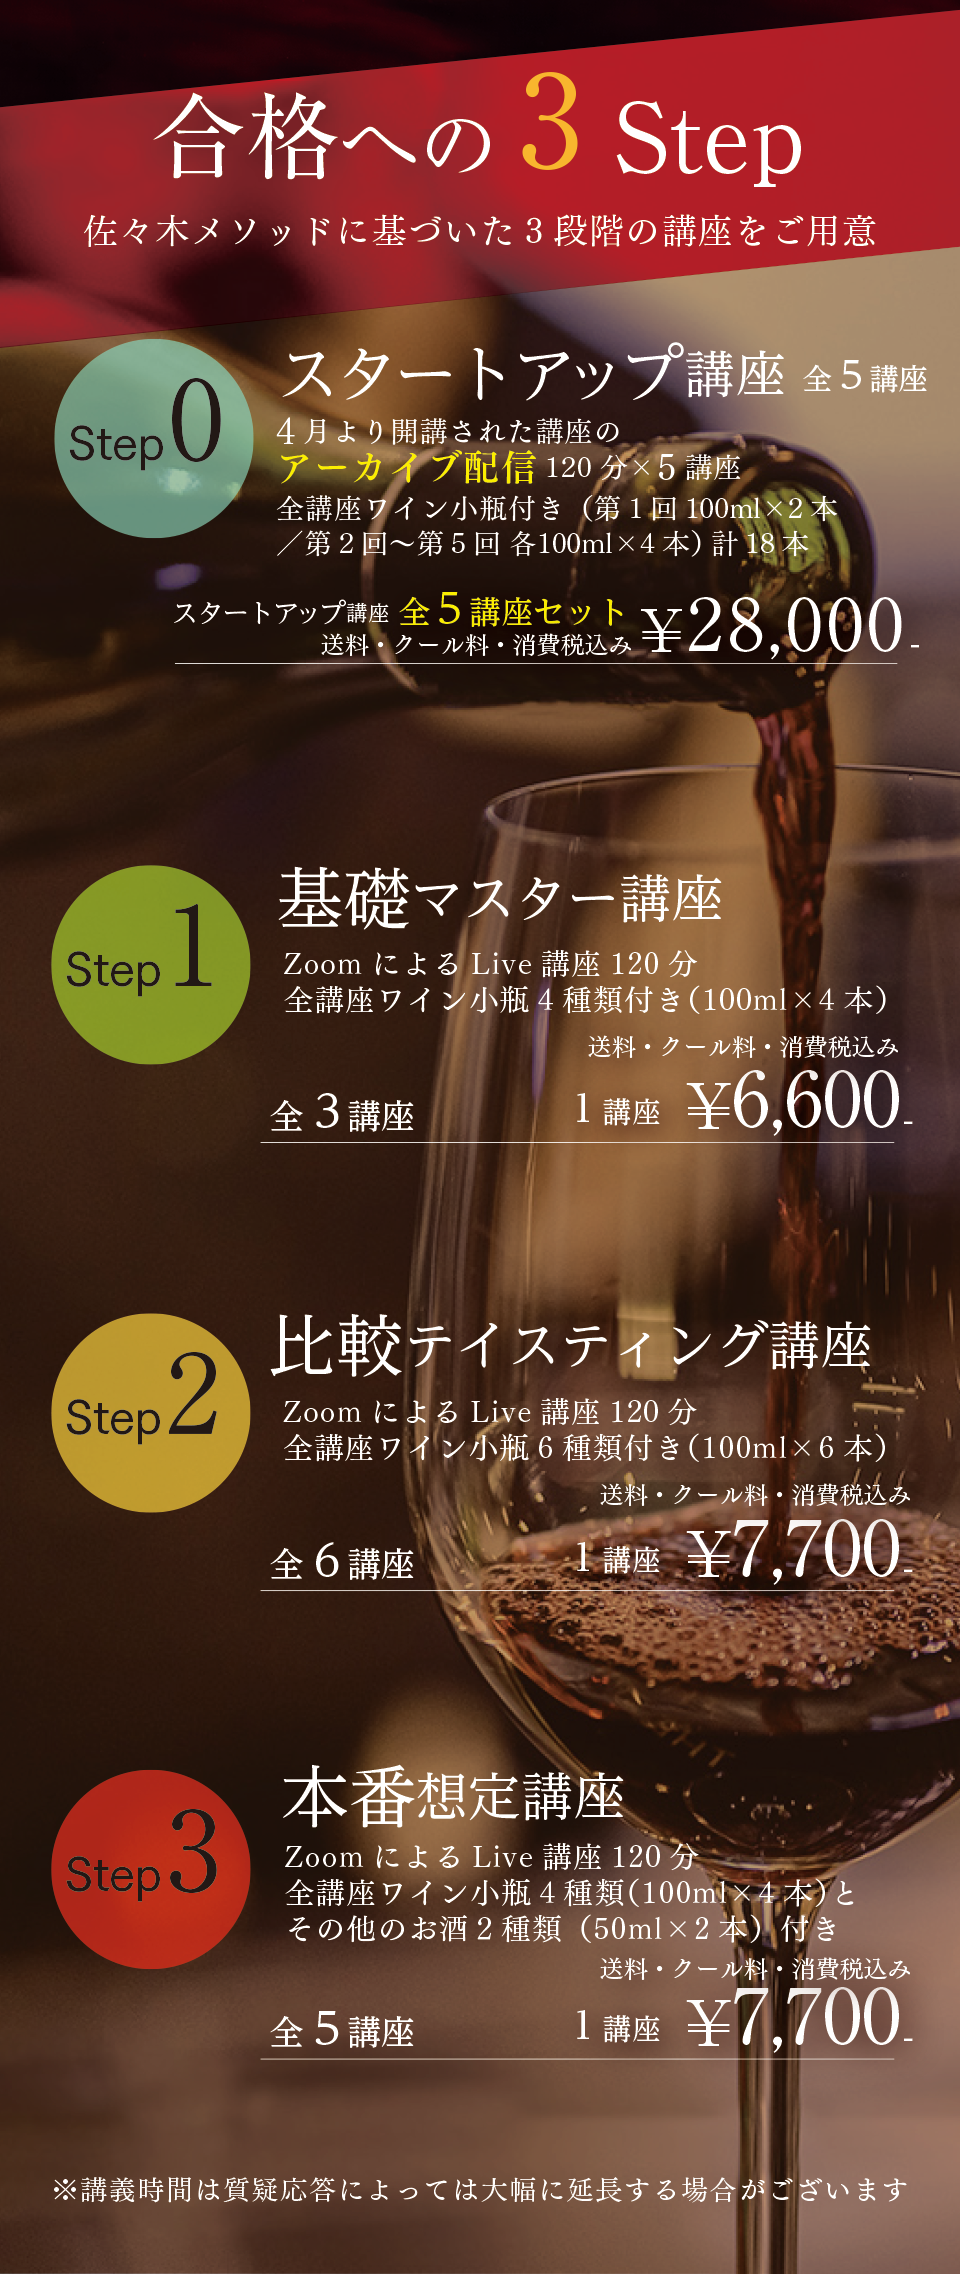 合格への 3 Step
佐々木メソッドに基づいた 3 段階の講座をご用意
Step 0
スタートアップ講座 全 5 講座
4 月より開講された講座の
アーカイブ配信 120 分×5 講座
全講座ワイン小瓶付き（第 1 回 100ml×2 本
／第 2 回〜第 5 回 各100ml×4 本）計 18 本
スタートアップ講座 全 5 講座セット
送料・クール料・消費税込み ¥28,000-
Step 1
基礎マスター講座
Zoom による Live 講座 120 分
全講座ワイン小瓶 4 種類付き（100ml×4 本）
送料・クール料・消費税込み
全 3 講座 1 講座 ¥6,600-
Step 2
比較テイスティング講座
Zoom による Live 講座 120 分
全講座ワイン小瓶 6 種類付き（100ml×6 本）
送料・クール料・消費税込み
全 6 講座 1 講座 ¥7,700-
Step 3
本番想定講座
Zoom による Live 講座 120 分
全講座ワイン小瓶 4 種類（100ml×4 本）と
その他のお酒 2 種類（50ml×2 本）付き
送料・クール料・消費税込み
全 5 講座 1 講座 ¥7,700-
※講義時間は質疑応答によっては大幅に延長する場合がございます